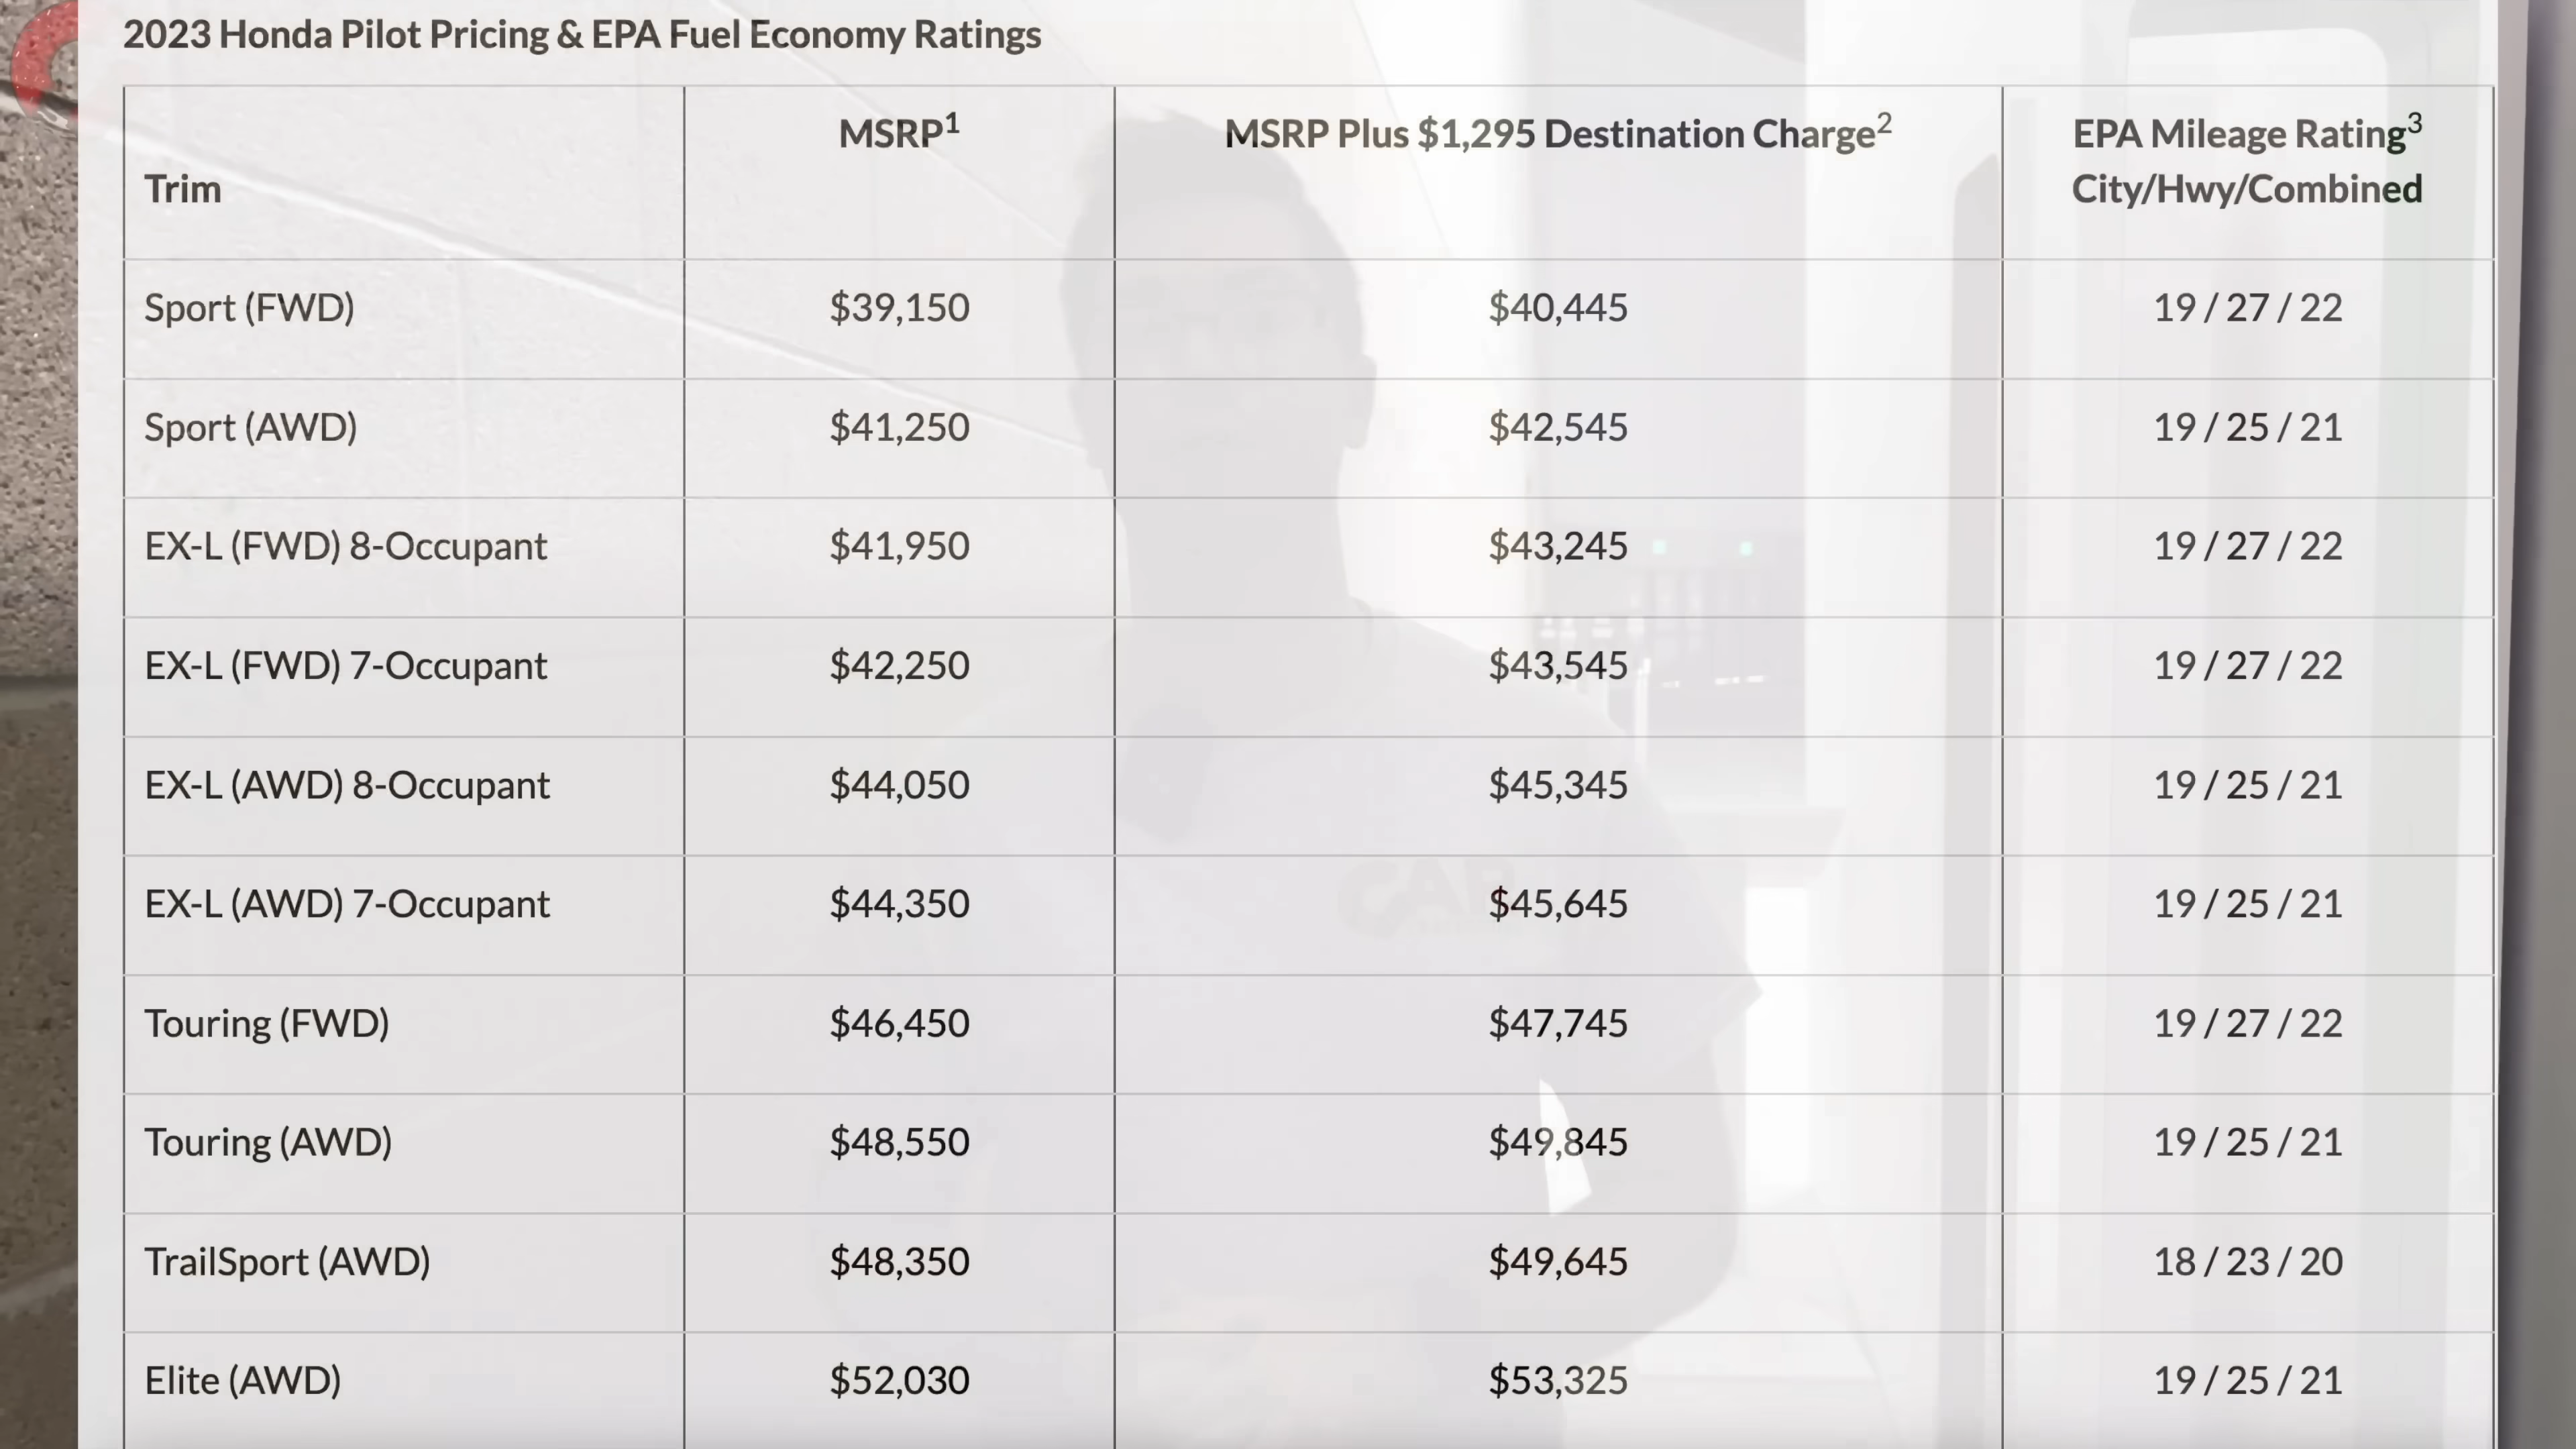 2023 Honda Pilot Pricing & EPA Fuel Economy Ratings
Trim MSRP1 MSRP Plus $1,295 Destination Charge2 EPA Mileage Rating3
City/Hwy/Combined
Sport (FWD) $39,150 $40,445 19 / 27 / 22
Sport (AWD) $41,250 $42,545 19 / 25 / 21
EX-L (FWD) 8-Occupant $41,950 $43,245 19 / 27 / 22
EX-L (FWD) 7-Occupant $42,250 $43,545 19 / 27 / 22
EX-L (AWD) 8-Occupant $44,050 $45,345 19 / 25 / 21
EX-L (AWD) 7-Occupant $44,350 $45,645 19 / 25 / 21
Touring (FWD) $46,450 $47,745 19 / 27 / 22
Touring (AWD) $48,550 $49,845 19 / 25 / 21
TrailSport (AWD) $48,350 $49,645 18 / 23 / 20
Elite (AWD) $52,030 $53,325 19 / 25 / 21